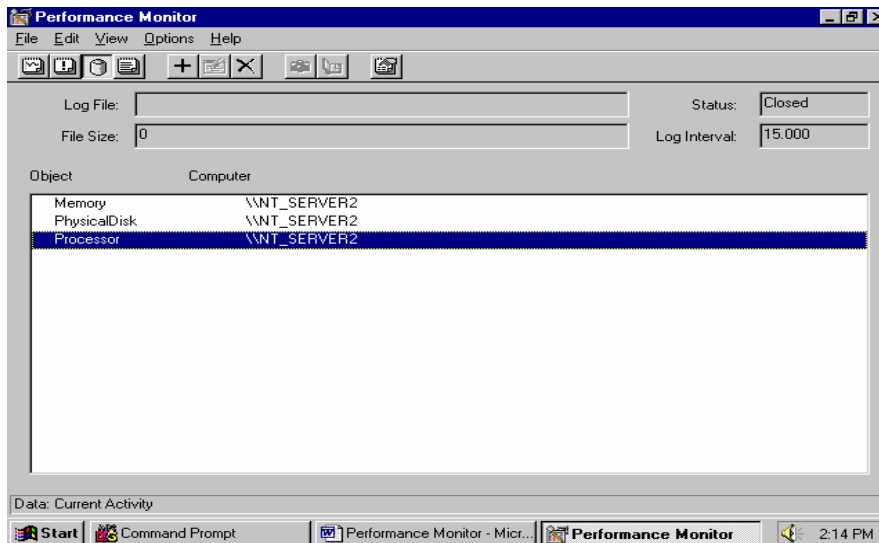 Performance Monitor
File Edit View Options Help
Log File:
Status: Closed
File Size: 0
Log Interval: 15.000
Object Computer
Memory \\NT_SERVER2
PhysicalDisk \\NT_SERVER2
Processor \\NT_SERVER2
Data: Current Activity
Start Command Prompt Performance Monitor - Micr... Performance Monitor 2:14 PM